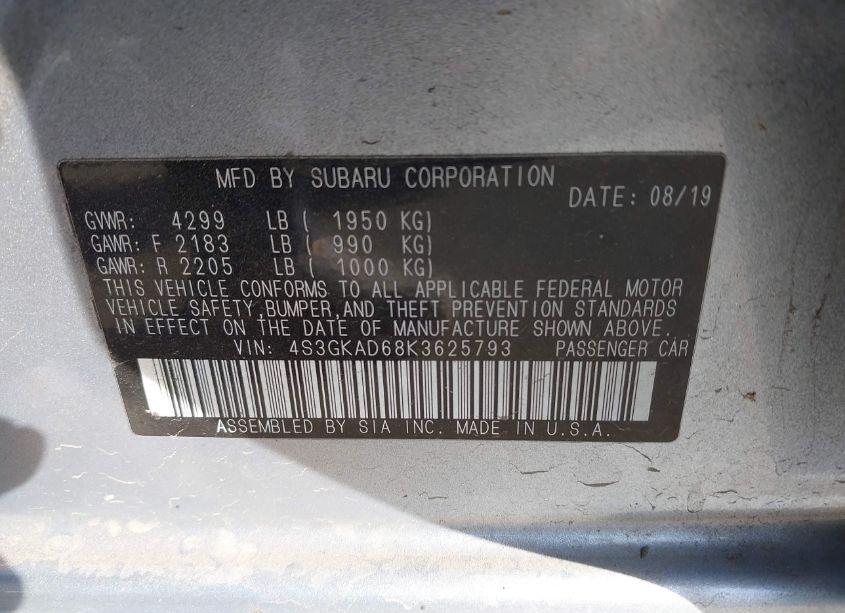 MFD BY SUBARU CORPORATION
DATE: 08/19
GVWR: 4299 LB ( 1950 KG)
GAWR: F 2183 LB ( 990 KG)
GAWR: R 2205 LB ( 1000 KG)
THIS VEHICLE CONFORMS TO ALL APPLICABLE FEDERAL MOTOR
VEHICLE SAFETY,BUMPER,AND THEFT PREVENTION STANDARDS
IN EFFECT ON THE DATE OF MANUFACTURE SHOWN ABOVE.
VIN: 4S3GKAD68K3625793 PASSENGER CAR
ASSEMBLED BY SIA INC. MADE IN U.S.A.